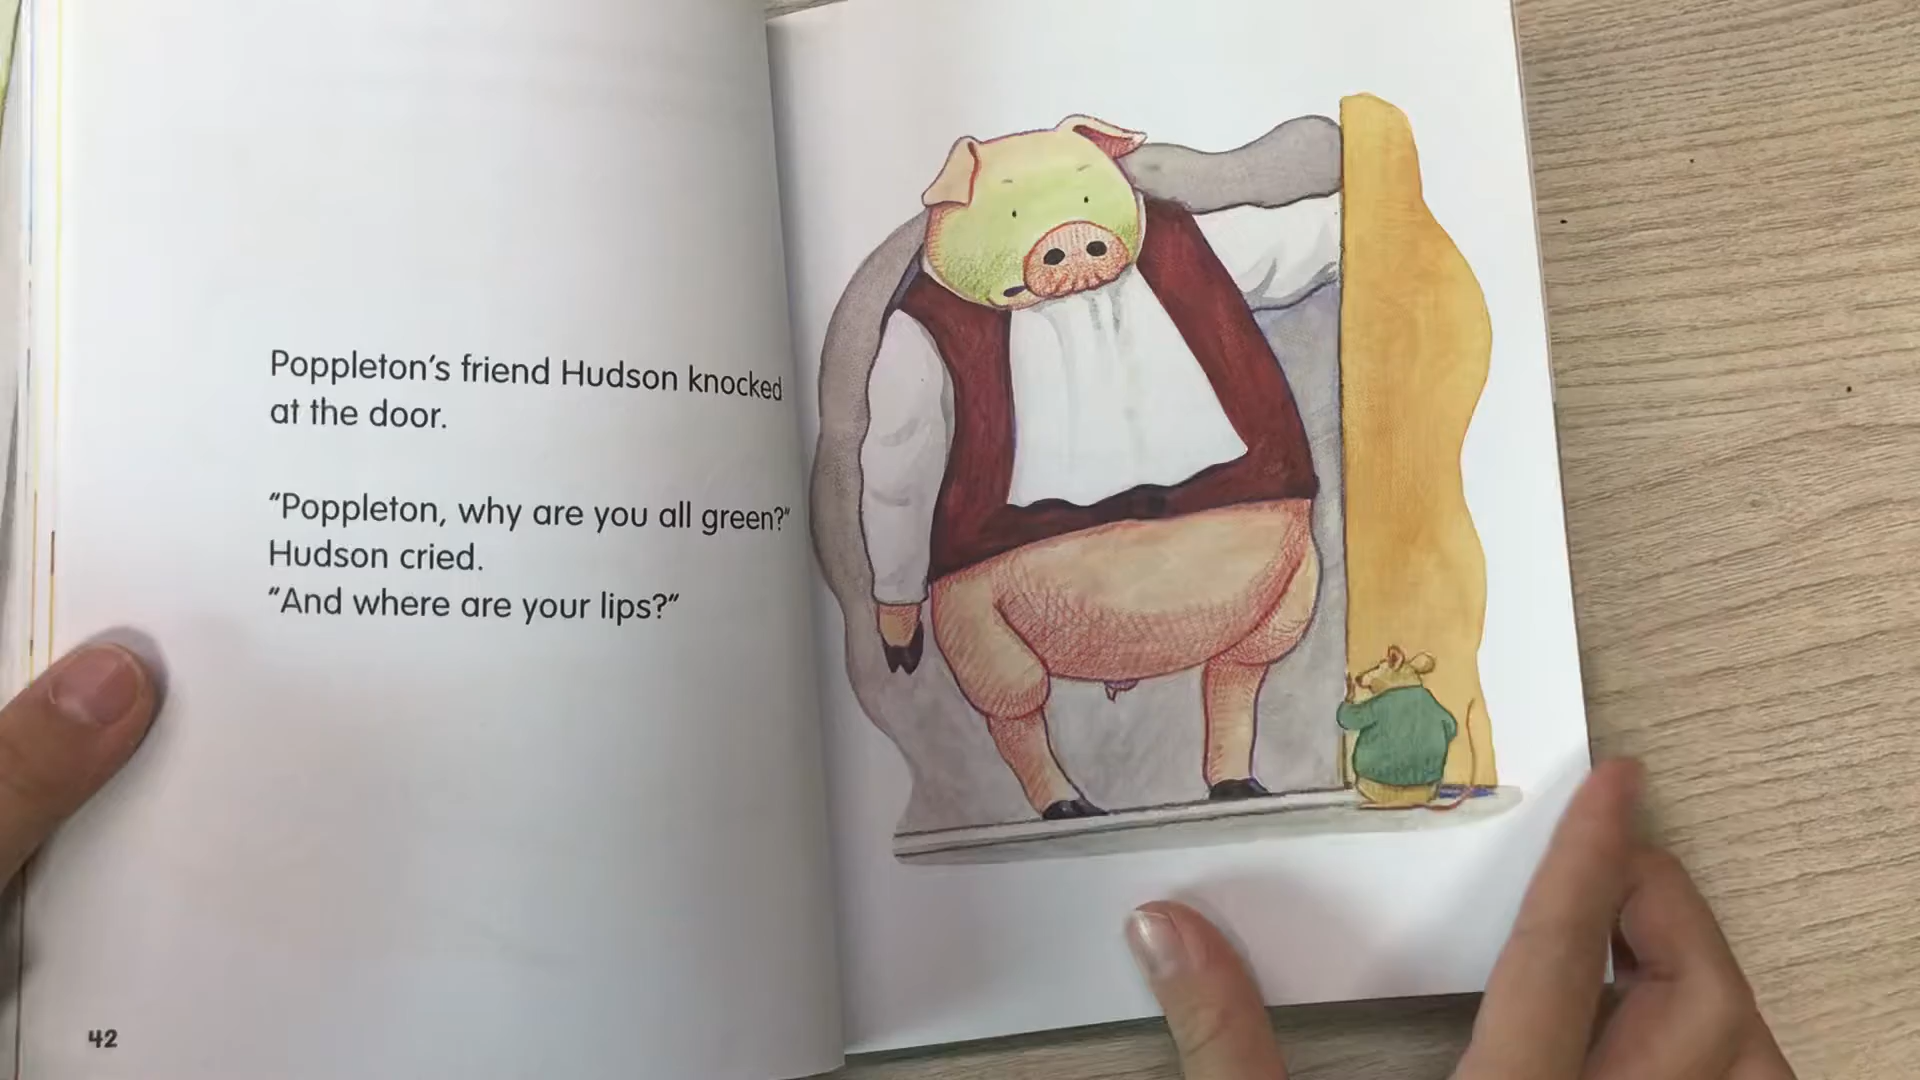 Poppleton's friend Hudson knocked
at the door.
"Poppleton, why are you all green?"
Hudson cried.
"And where are your lips?"
42